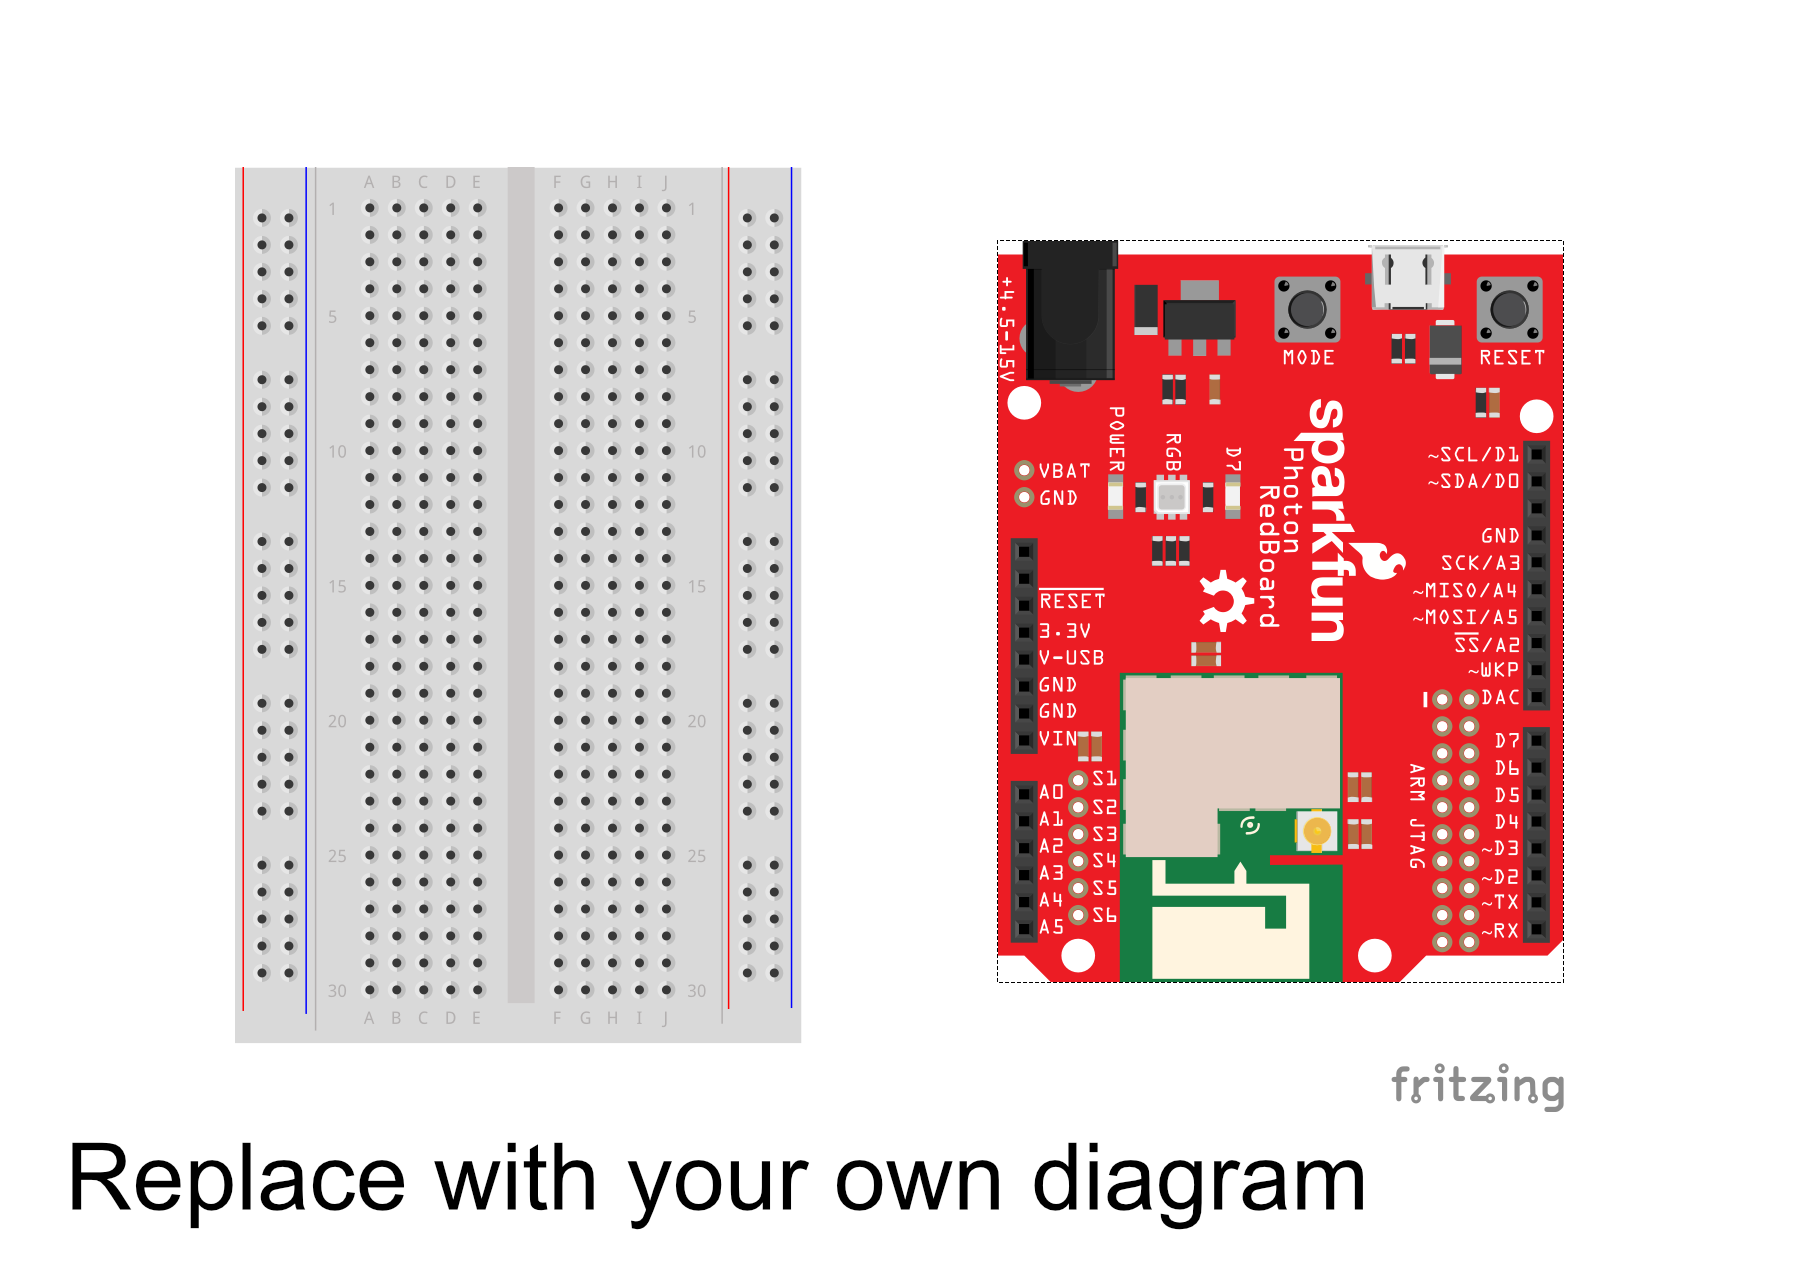 A B C D E F G H I J
1 1
5 5
10 10
15 15
20 20
25 25
30 30
A B C D E F G H I J
+4.5-15V
MODE
RESET
POWER
RGB
D7
sparkfun
Photon
RedBoard
VBAT
GND
RESET
3.3V
V-USB
GND
GND
VIN
A0
A1
A2
A3
A4
A5
S1
S2
S3
S4
S5
S6
~SCL/D1
~SDA/D0
GND
SCK/A3
~MISO/A4
~MOSI/A5
SS/A2
~WKP
DAC
D7
D6
D5
D4
~D3
~D2
~TX
~RX
ARM JTAG
fritzing
Replace with your own diagram